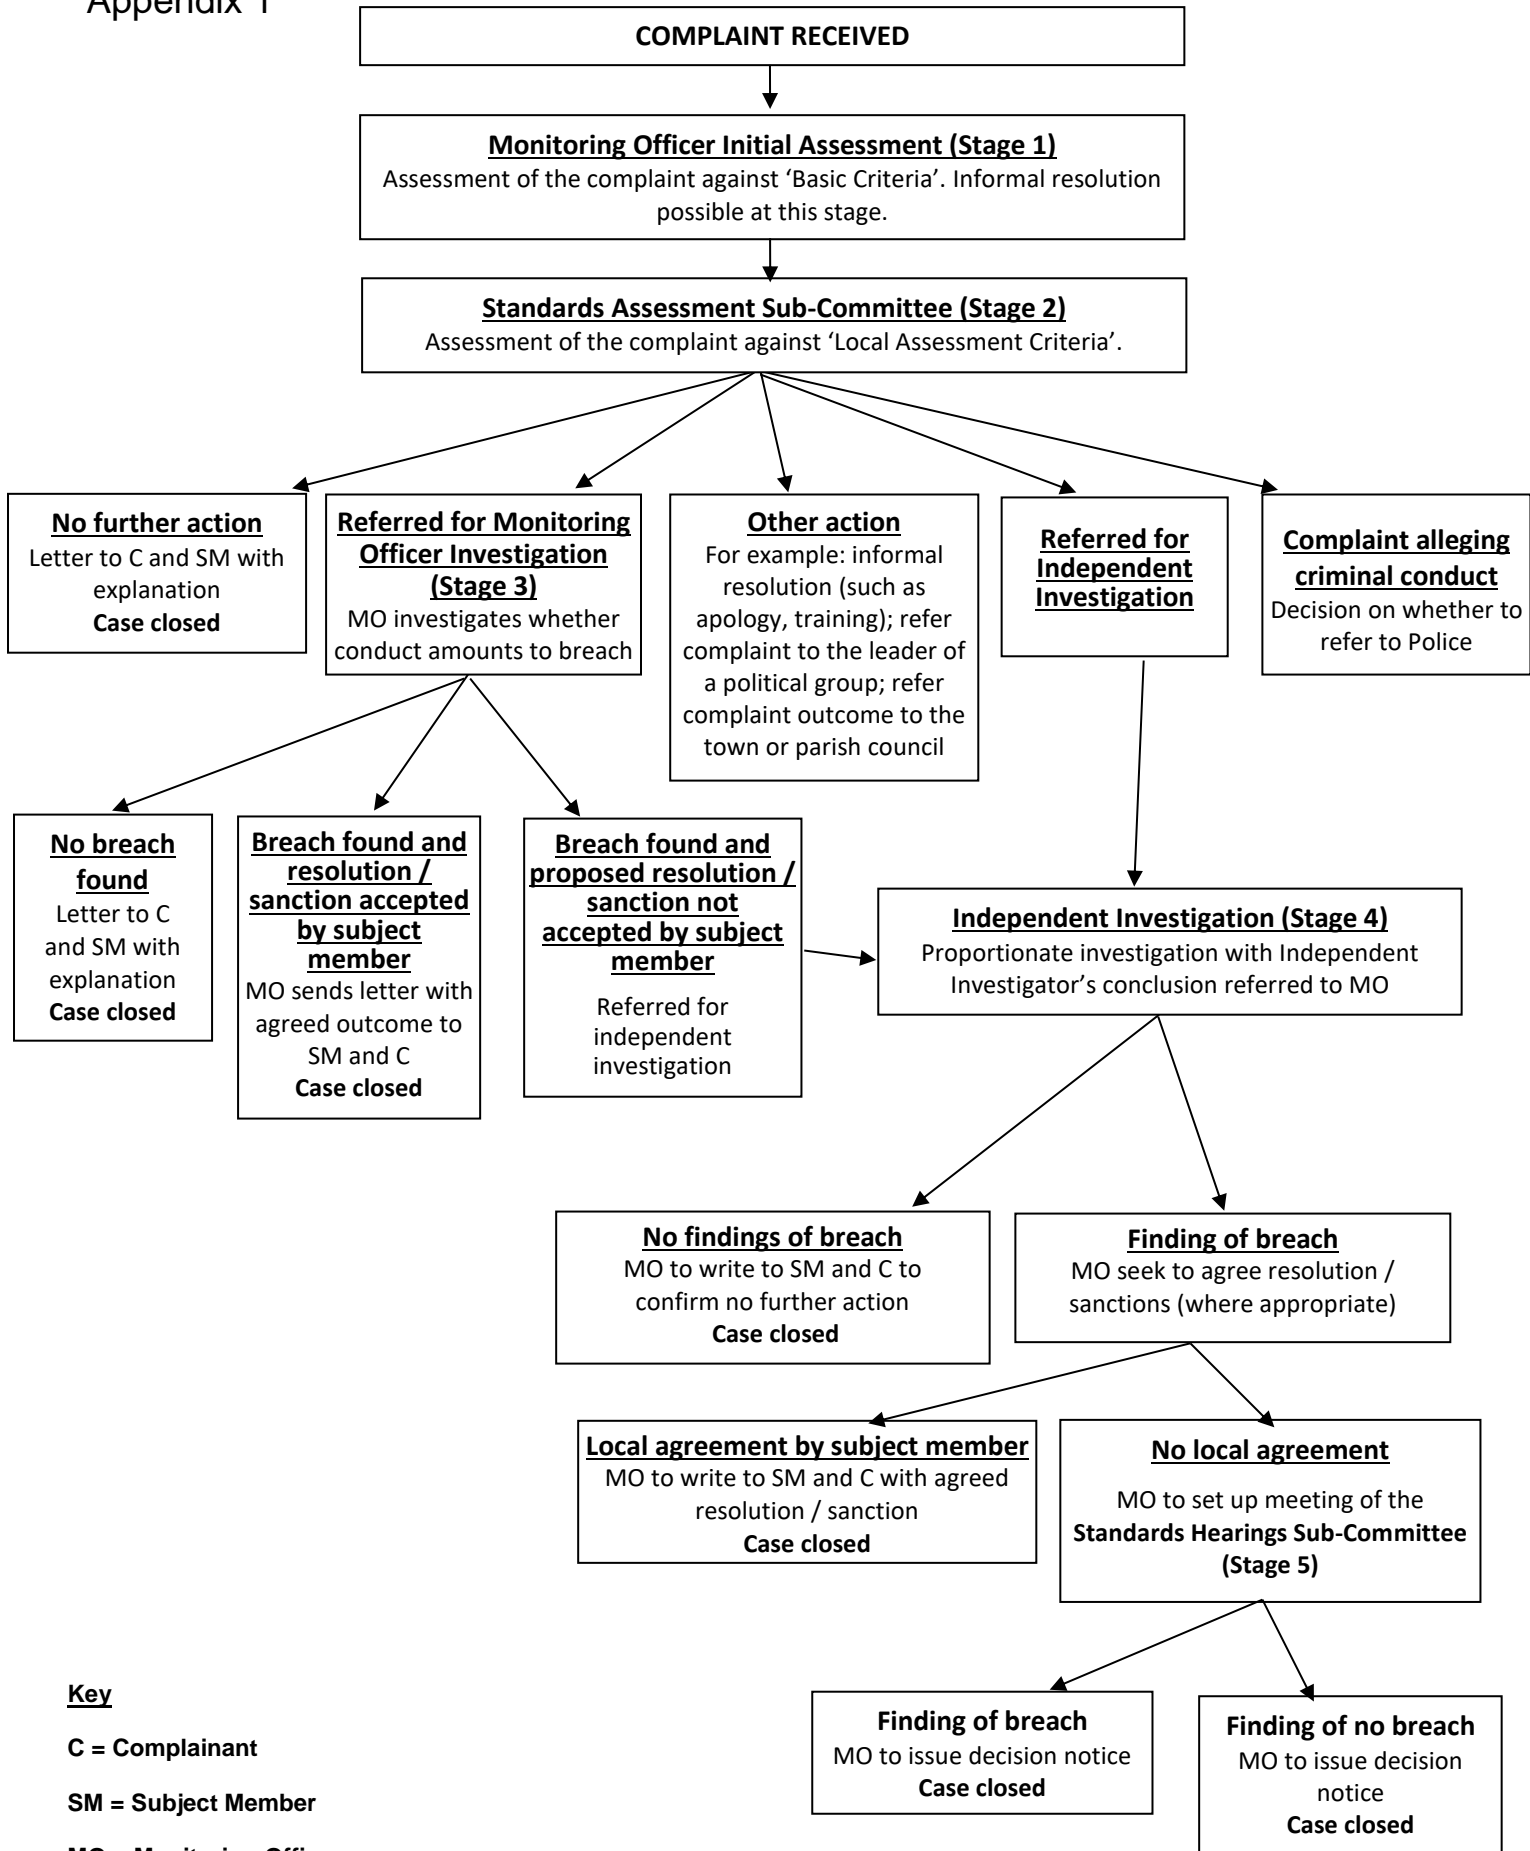 Appendix 1
COMPLAINT RECEIVED
Monitoring Officer Initial Assessment (Stage 1)
Assessment of the complaint against ‘Basic Criteria’. Informal resolution
possible at this stage.
Standards Assessment Sub-Committee (Stage 2)
Assessment of the complaint against ‘Local Assessment Criteria’.
No further action
Letter to C and SM with
explanation
Case closed
Referred for Monitoring
Officer Investigation
(Stage 3)
MO investigates whether
conduct amounts to breach
Other action
For example: informal
resolution (such as
apology, training); refer
complaint to the leader of
a political group; refer
complaint outcome to the
town or parish council
Referred for
Independent
Investigation
Complaint alleging
criminal conduct
Decision on whether to
refer to Police
No breach
found
Letter to C
and SM with
explanation
Case closed
Breach found and
resolution /
sanction accepted
by subject
member
MO sends letter with
agreed outcome to
SM and C
Case closed
Breach found and
proposed resolution /
sanction not
accepted by subject
member
Referred for
independent
investigation
Independent Investigation (Stage 4)
Proportionate investigation with Independent
Investigator’s conclusion referred to MO
No findings of breach
MO to write to SM and C to
confirm no further action
Case closed
Finding of breach
MO seek to agree resolution /
sanctions (where appropriate)
Local agreement by subject member
MO to write to SM and C with agreed
resolution / sanction
Case closed
No local agreement
MO to set up meeting of the
Standards Hearings Sub-Committee
(Stage 5)
Finding of breach
MO to issue decision notice
Case closed
Finding of no breach
MO to issue decision
notice
Case closed
Key
C = Complainant
SM = Subject Member